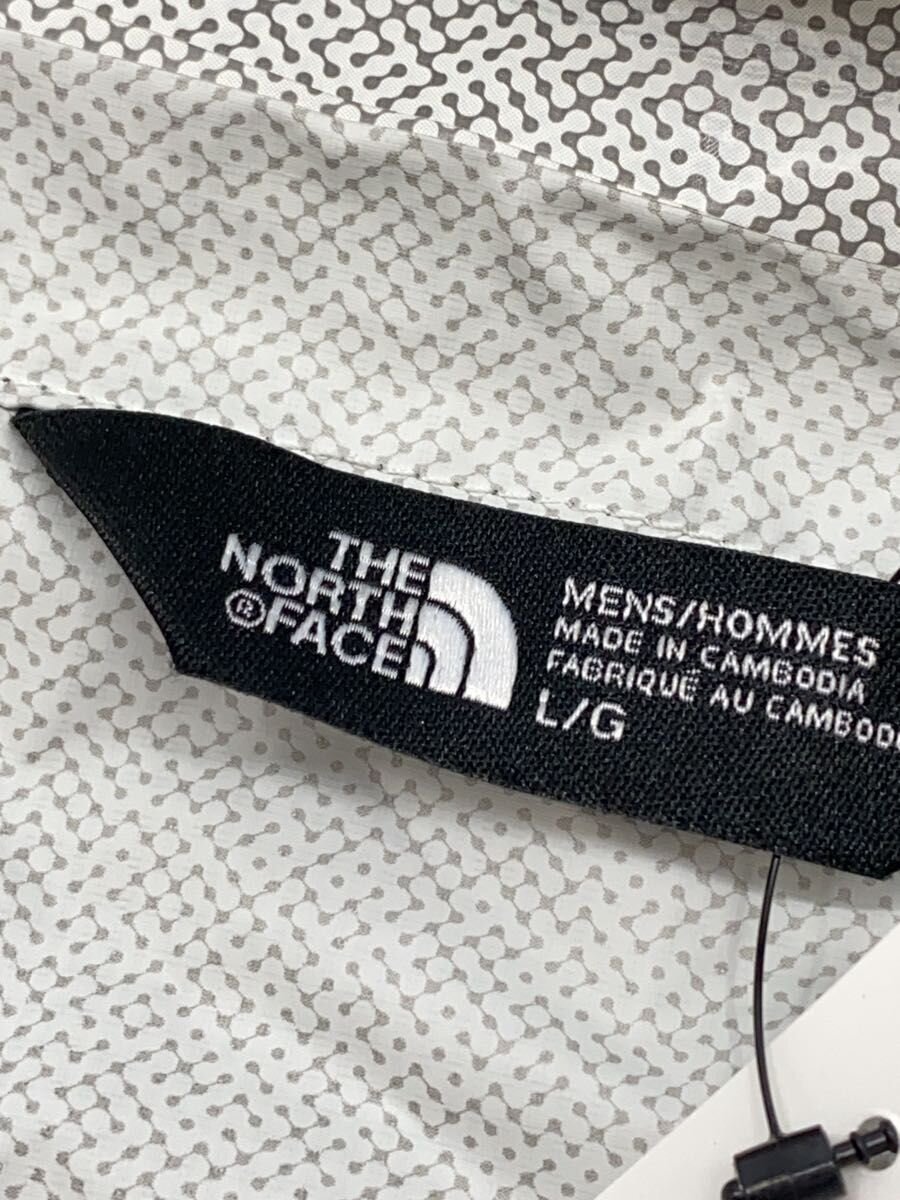 THE
NORTH
®FACE
MENS/HOMMES
MADE IN CAMBODIA
FABRIQUÉ AU CAMBOD
L/G